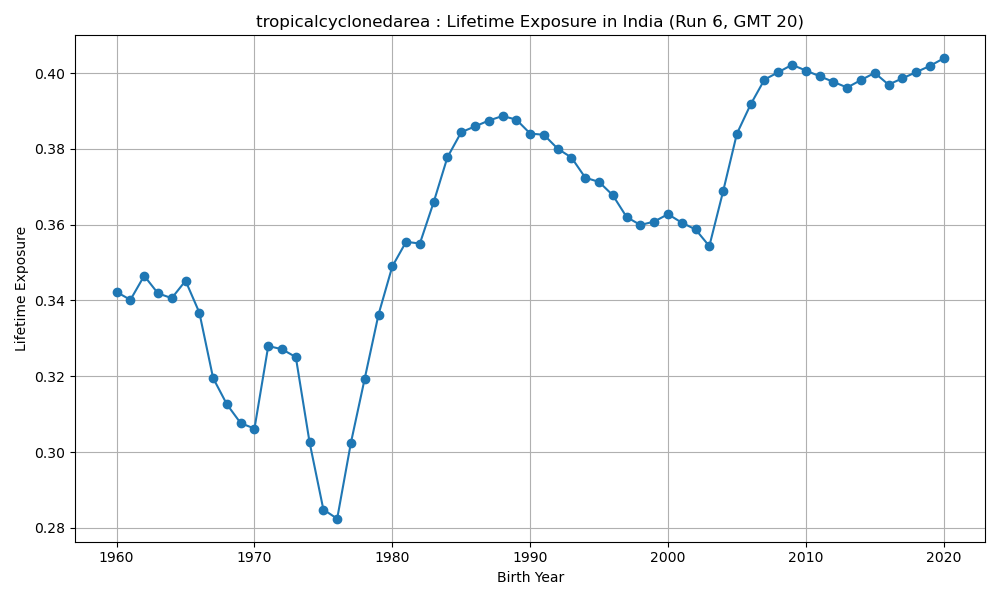 tropicalcyclonedarea : Lifetime Exposure in India (Run 6, GMT 20)
Lifetime Exposure
0.40
0.38
0.36
0.34
0.32
0.30
0.28
1960 1970 1980 1990 2000 2010 2020
Birth Year